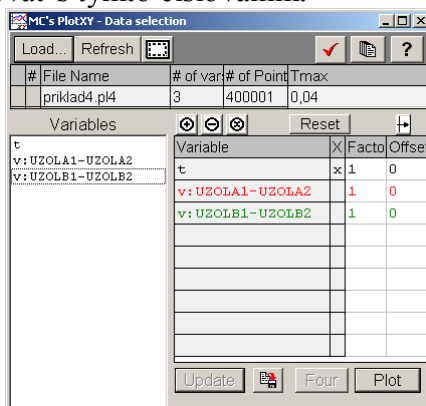 MC's PlotXY - Data selection
Load... Refresh ?
# File Name # of var: # of Point Tmax
priklad4.pl4 3 400001 0,04
Variables Reset
t
v:UZOLA1-UZOLA2
v:UZOLB1-UZOLB2
Variable X Facto Offse
t x 1 0
v:UZOLA1-UZOLA2 1 0
v:UZOLB1-UZOLB2 1 0
Update Four Plot